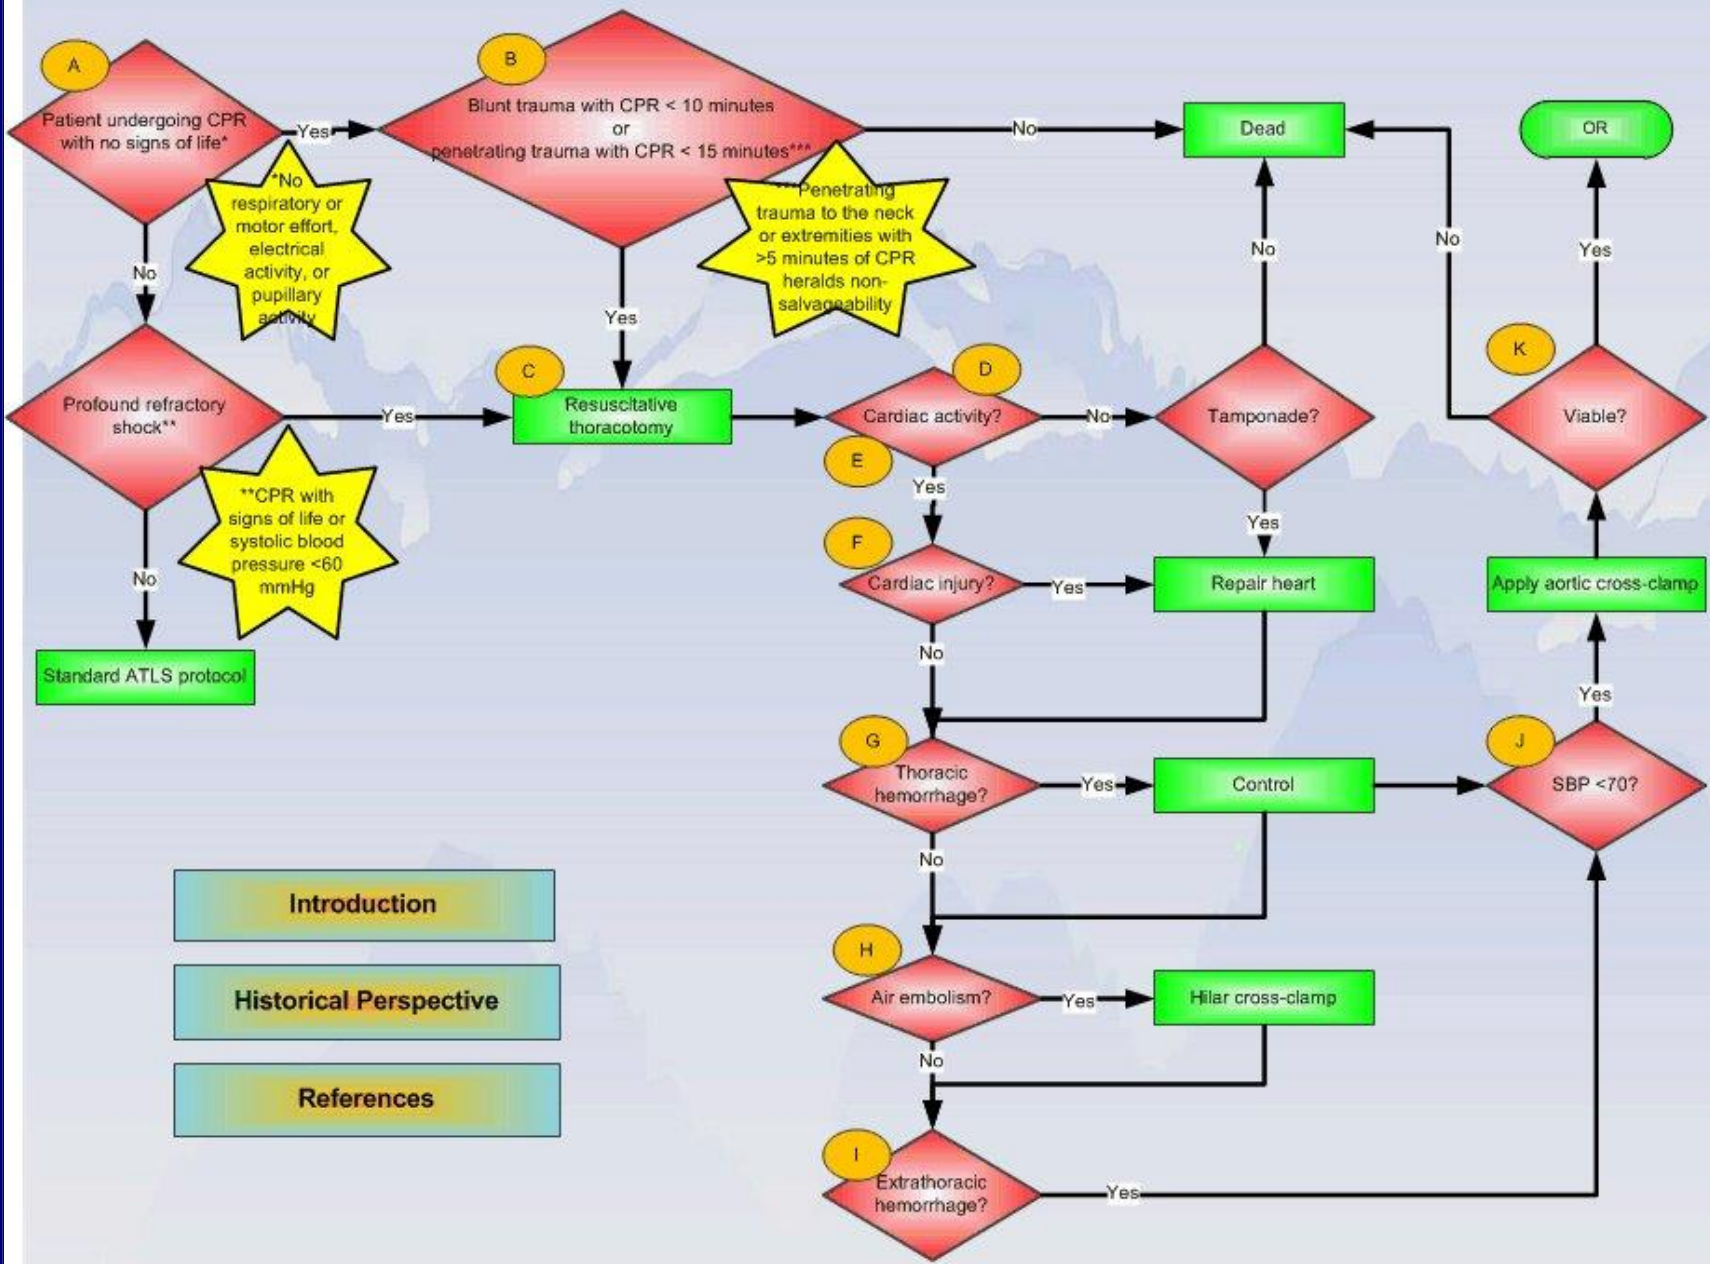 A
Patient undergoing CPR
with no signs of life*
Yes
B
Blunt trauma with CPR < 10 minutes
or
penetrating trauma with CPR < 15 minutes***
No
Dead
OR
*No
respiratory or
motor effort,
electrical
activity, or
pupillary
activity
***Penetrating
trauma to the neck
or extremities with
>5 minutes of CPR
heralds non-
salvageability
No
Yes
No
No
Yes
Profound refractory
shock**
Yes
C
Resuscitative
thoracotomy
D
Cardiac activity?
No
Tamponade?
K
Viable?
E
Yes
Yes
**CPR with
signs of life or
systolic blood
pressure <60
mmHg
No
Standard ATLS protocol
F
Cardiac injury?
Yes
Repair heart
Apply aortic cross-clamp
No
Yes
G
Thoracic
hemorrhage?
Yes
Control
J
SBP <70?
No
Introduction
Historical Perspective
References
H
Air embolism?
Yes
Hilar cross-clamp
No
I
Extrathoracic
hemorrhage?
Yes